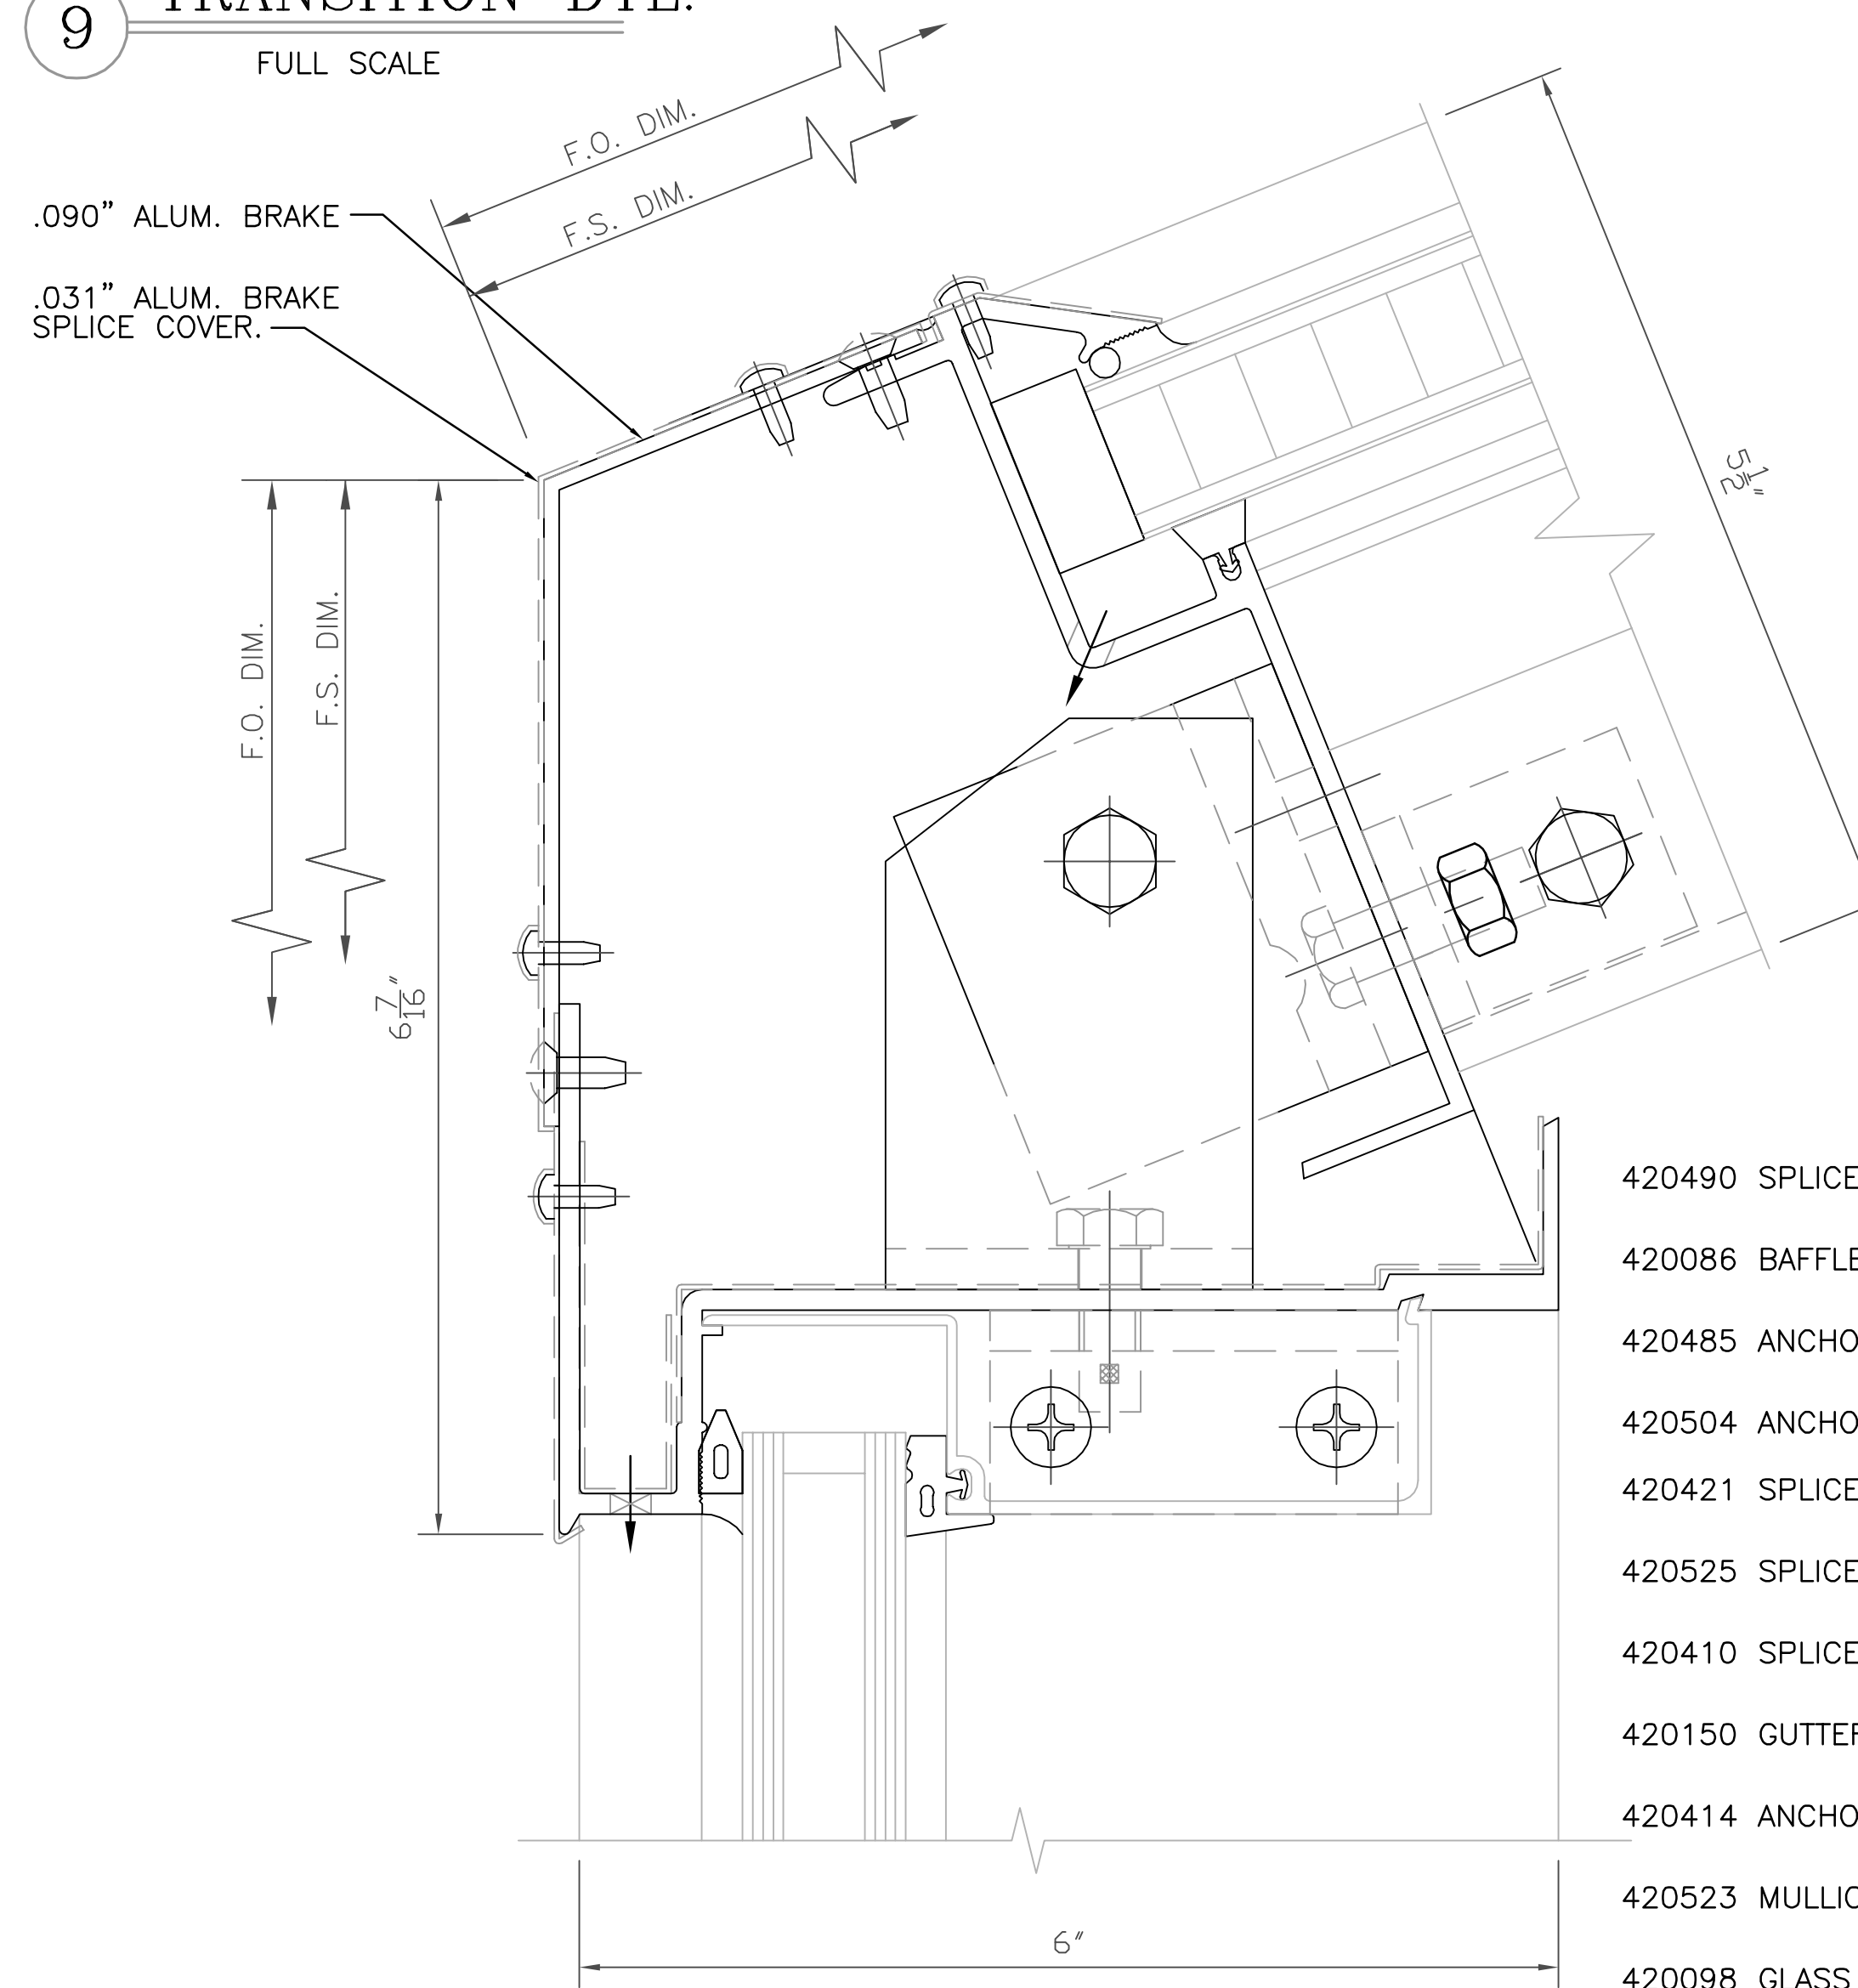 9
TRANSITION DTL.
FULL SCALE
F.O. DIM.
F.S. DIM.
.090" ALUM. BRAKE
.031" ALUM. BRAKE
SPLICE COVER.
5 1/2"
F.O. DIM.
F.S. DIM.
6 7/16"
420490 SPLICE
420086 BAFFLE
420485 ANCHO
420504 ANCHO
420421 SPLICE
420525 SPLICE
420410 SPLICE
420150 GUTTER
420414 ANCHO
420523 MULLIO
6"
420098 GLASS